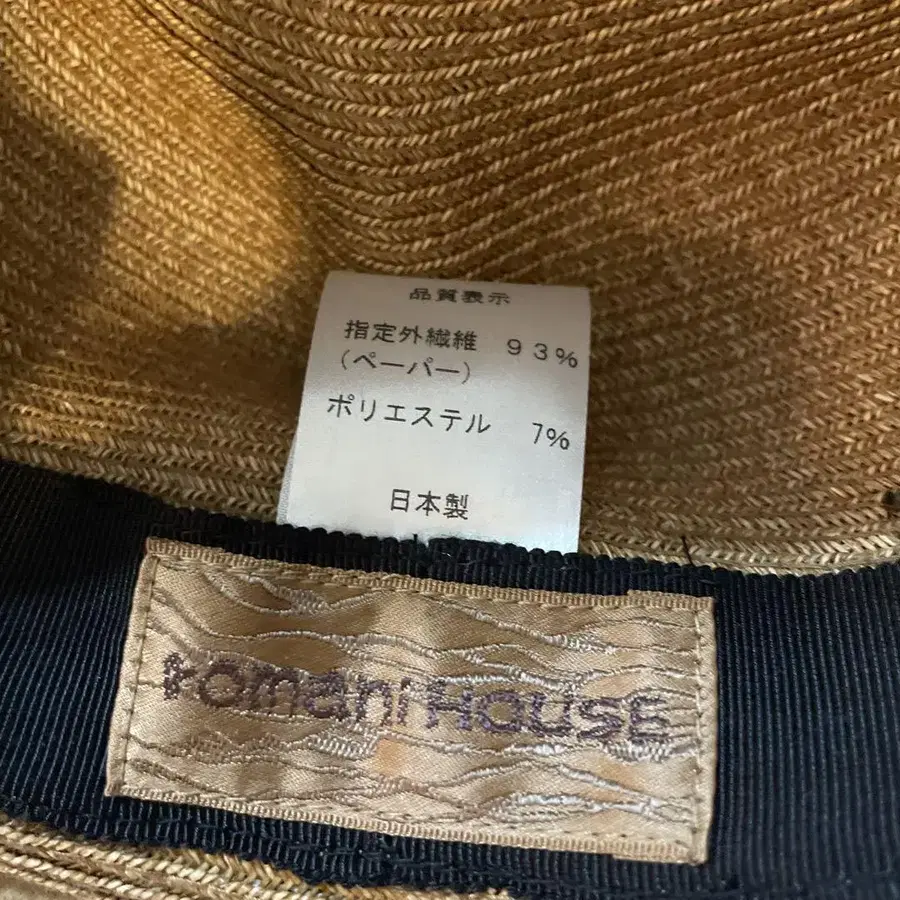 品質表示
指定外繊維 93%
(ペーパー)
ポリエステル 7%
日本製
romani HOUSE